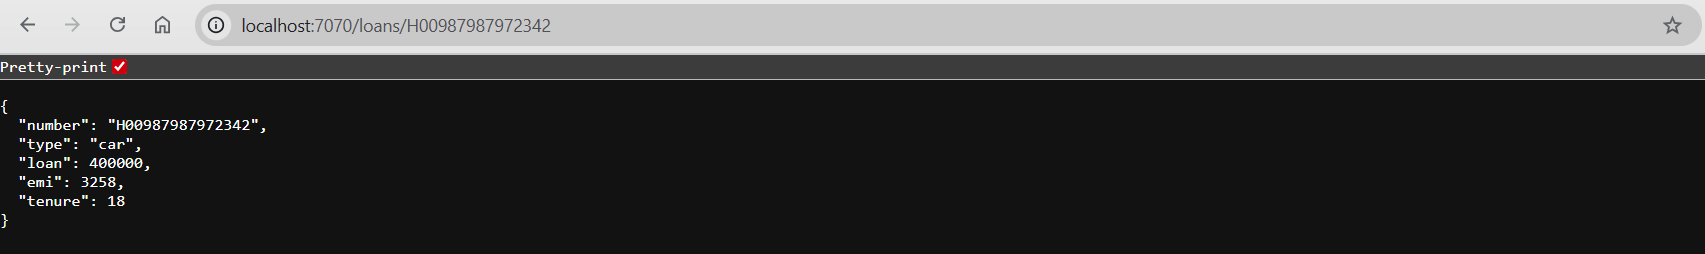 localhost:7070/loans/H00987987972342
Pretty-print
{
  "number": "H00987987972342",
  "type": "car",
  "loan": 400000,
  "emi": 3258,
  "tenure": 18
}